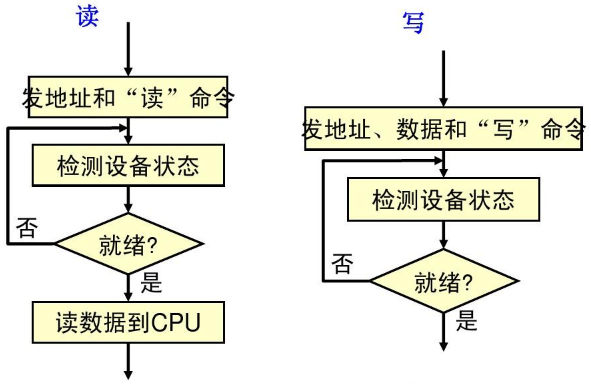 读
发地址和“读”命令
检测设备状态
就绪?
否
是
读数据到CPU
写
发地址、数据和“写”命令
检测设备状态
就绪?
否
是